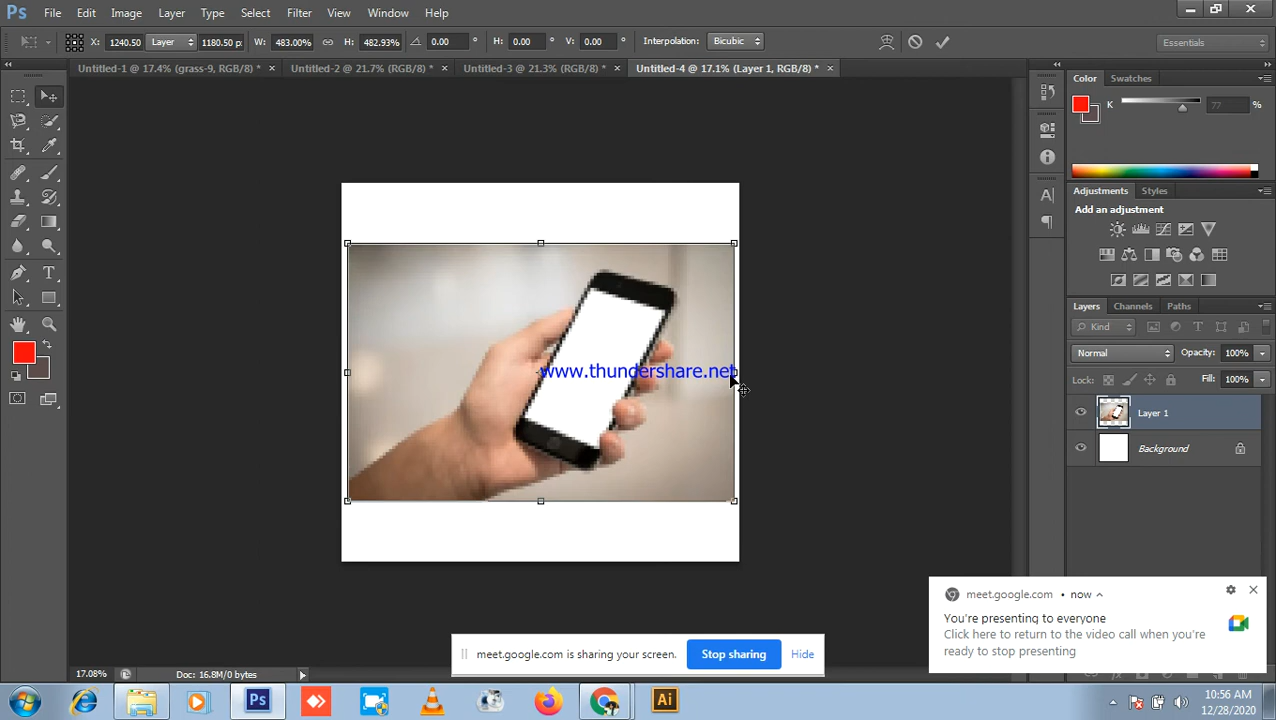 Ps File Edit Image Layer Type Select Filter View Window Help
X: 1240.50 Layer 1180.50 p: W: 483.00% H: 482.93% 0.00 ° H: 0.00 ° V: 0.00 ° Interpolation: Bicubic Essentials
Untitled-1 @ 17.4% (grass-9, RGB/8) * × Untitled-2 @ 21.7% (RGB/8) * × Untitled-3 @ 21.3% (RGB/8) * × Untitled-4 @ 17.1% (Layer 1, RGB/8) * ×
Color Swatches
K 77 %
Adjustments Styles
Add an adjustment
Layers Channels Paths
Kind
Normal Opacity: 100%
Lock: Fill: 100%
Layer 1
Background
www.thundershare.net
meet.google.com • now
You're presenting to everyone
Click here to return to the video call when you're
ready to stop presenting
meet.google.com is sharing your screen. Stop sharing Hide
17.08% Doc: 16.8M/0 bytes
Ps Ai
10:56 AM
12/28/2020